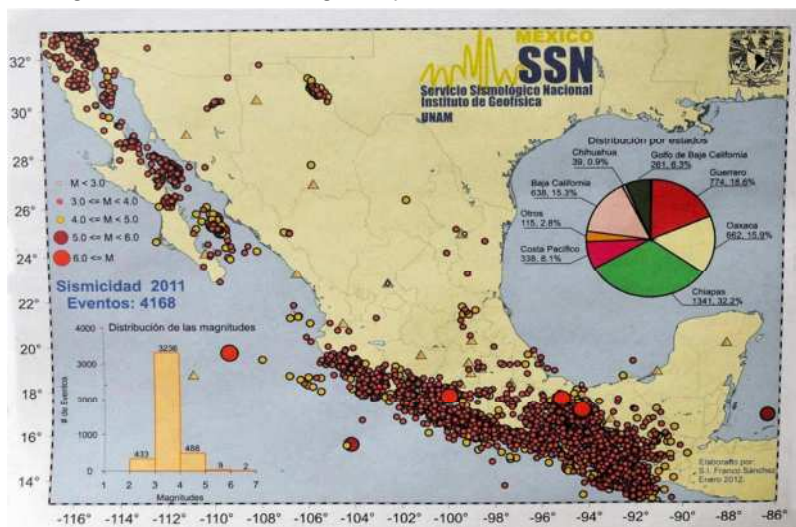 MÉXICO
SSN
Servicio Sismológico Nacional
Instituto de Geofísica
UNAM
Distribución por estados
Chihuahua
39, 0.9%
Golfo de Baja California
261, 6.3%
Guerrero
774, 18.6%
Baja California
638, 15.3%
Oaxaca
662, 15.9%
Otros
115, 2.8%
Costa Pacífico
338, 8.1%
Chiapas
1341, 32.2%
M < 3.0
3.0 <= M < 4.0
4.0 <= M < 5.0
5.0 <= M < 6.0
6.0 <= M
Sismicidad 2011
Eventos: 4168
Distribución de las magnitudes
# de Eventos
4000
3000
2000
1000
0
433
3236
488
9
2
1 2 3 4 5 6 7
Magnitudes
Elaborado por:
S.I. Franco Sánchez
Enero 2012.
32°
30°
28°
26°
24°
22°
20°
18°
16°
14°
-116° -114° -112° -110° -108° -106° -104° -102° -100° -98° -96° -94° -92° -90° -88° -86°